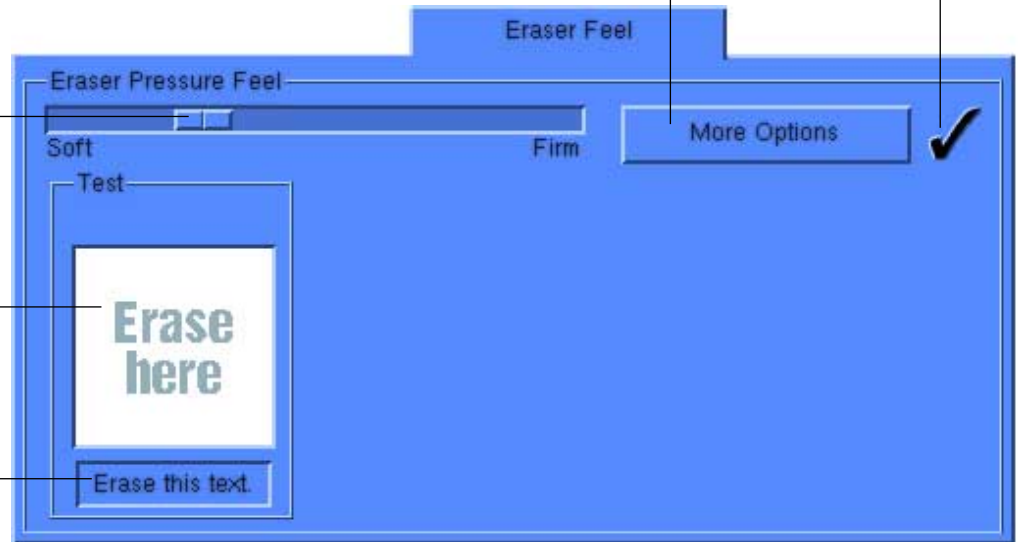 Eraser Feel
Eraser Pressure Feel
Soft
Firm
More Options
Test
Erase
here
Erase this text.